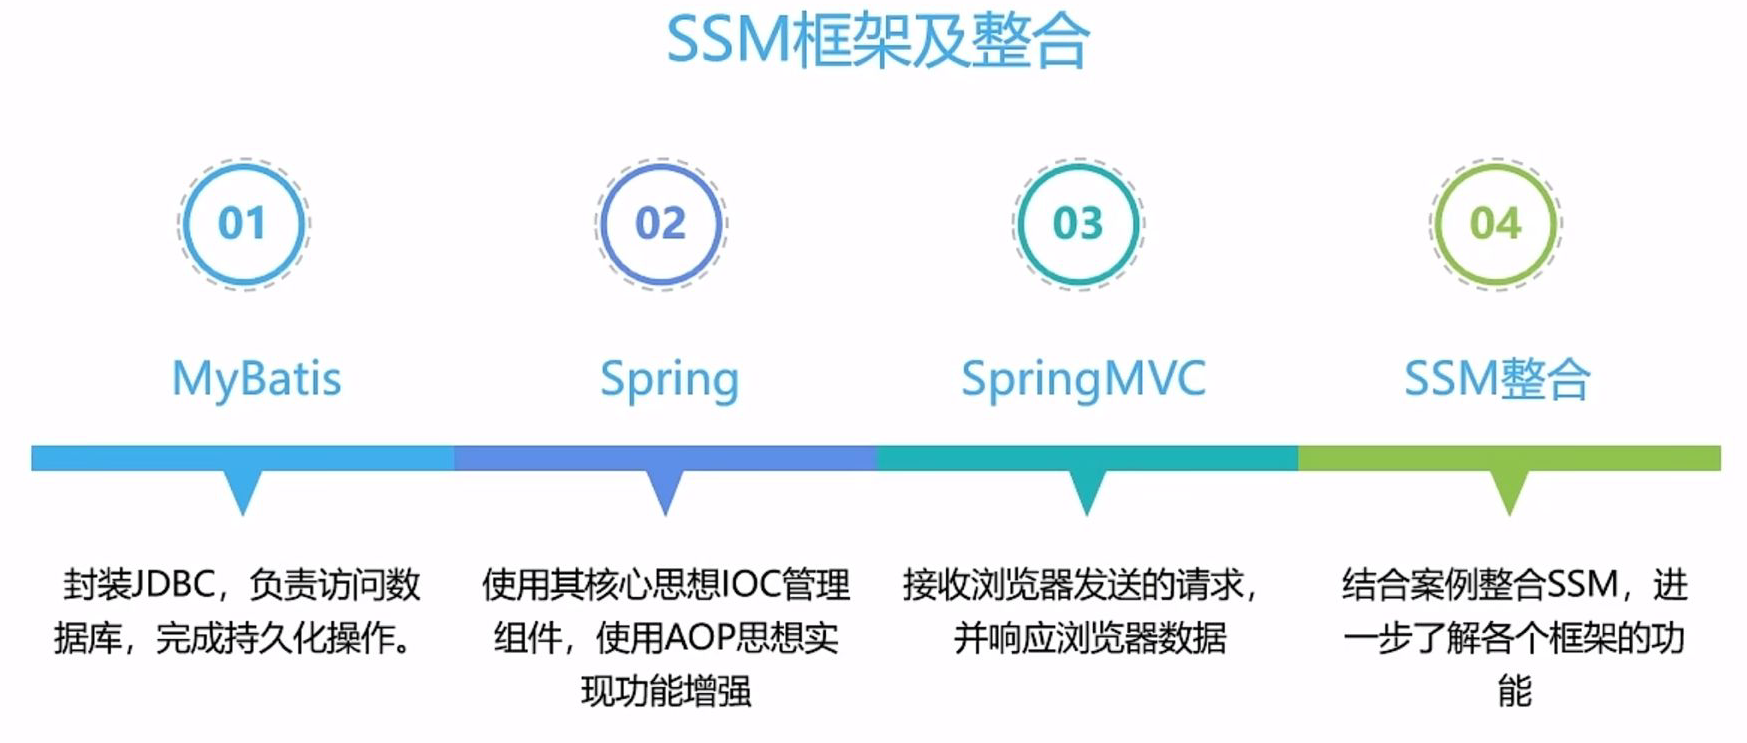 SSM框架及整合
01
02
03
04
MyBatis
Spring
SpringMVC
SSM整合
封装JDBC，负责访问数
据库，完成持久化操作。
使用其核心思想IOC管理
组件，使用AOP思想实
现功能增强
接收浏览器发送的请求，
并响应浏览器数据
结合案例整合SSM，进
一步了解各个框架的功
能